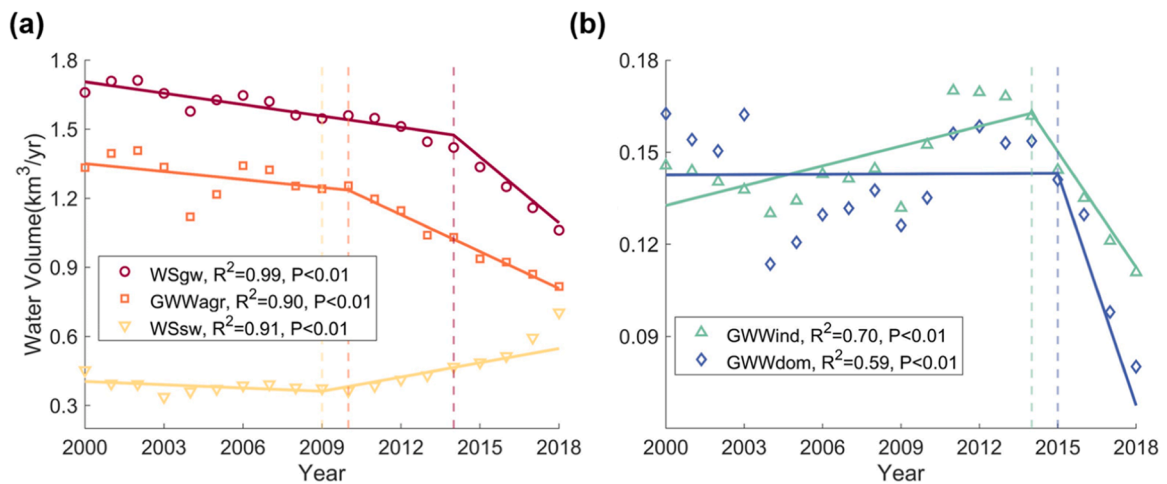 (a)
Water Volume(km³/yr)
1.8
1.5
1.2
0.9
0.6
0.3
WSgw, R²=0.99, P<0.01
GWWagr, R²=0.90, P<0.01
WSsw, R²=0.91, P<0.01
2000 2003 2006 2009 2012 2015 2018
Year
(b)
0.18
0.15
0.12
0.09
GWWind, R²=0.70, P<0.01
GWWdom, R²=0.59, P<0.01
2000 2003 2006 2009 2012 2015 2018
Year